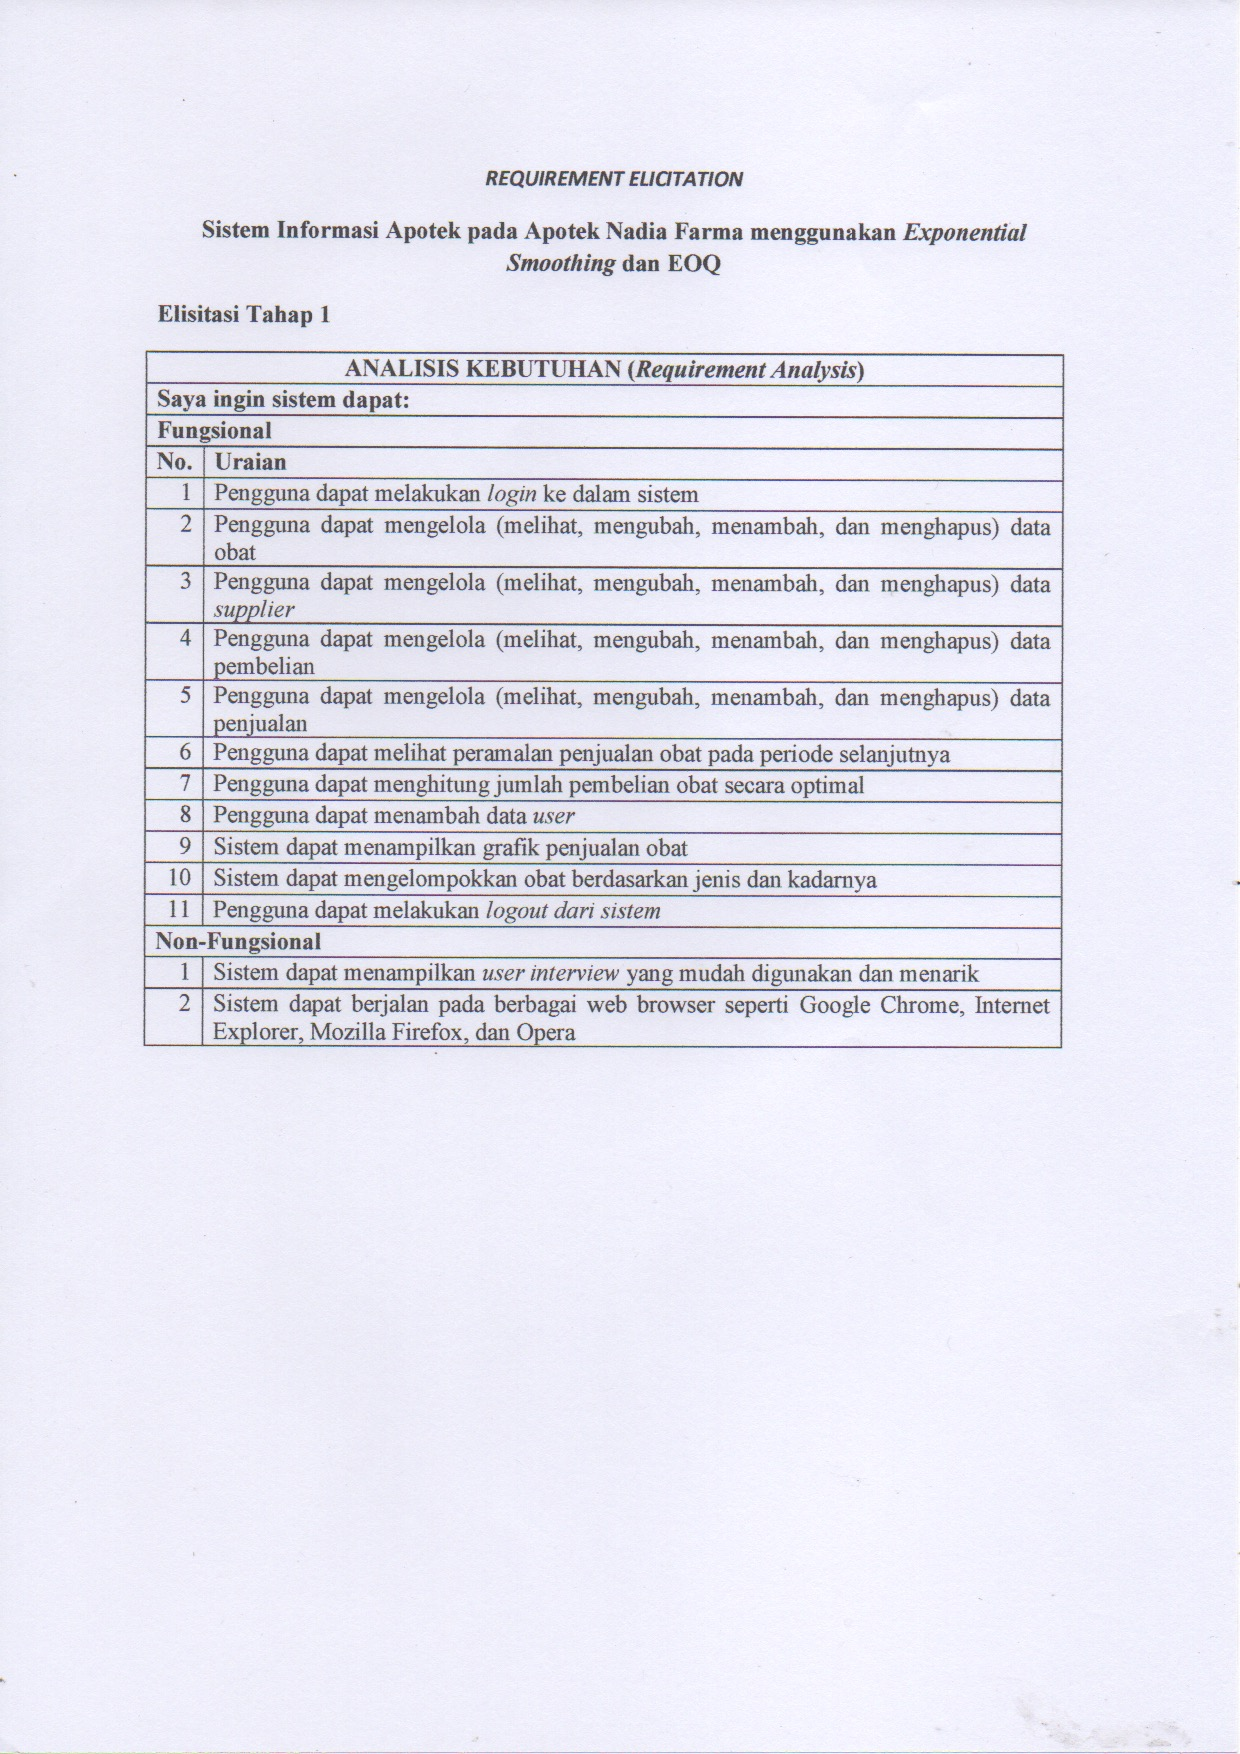 REQUIREMENT ELICITATION
Sistem Informasi Apotek pada Apotek Nadia Farma menggunakan Exponential
Smoothing dan EOQ
Elisitasi Tahap 1
ANALISIS KEBUTUHAN (Requirement Analysis)
Saya ingin sistem dapat:
Fungsional
No. Uraian
1 Pengguna dapat melakukan login ke dalam sistem
2 Pengguna dapat mengelola (melihat, mengubah, menambah, dan menghapus) data
obat
3 Pengguna dapat mengelola (melihat, mengubah, menambah, dan menghapus) data
supplier
4 Pengguna dapat mengelola (melihat, mengubah, menambah, dan menghapus) data
pembelian
5 Pengguna dapat mengelola (melihat, mengubah, menambah, dan menghapus) data
penjualan
6 Pengguna dapat melihat peramalan penjualan obat pada periode selanjutnya
7 Pengguna dapat menghitung jumlah pembelian obat secara optimal
8 Pengguna dapat menambah data user
9 Sistem dapat menampilkan grafik penjualan obat
10 Sistem dapat mengelompokkan obat berdasarkan jenis dan kadarnya
11 Pengguna dapat melakukan logout dari sistem
Non-Fungsional
1 Sistem dapat menampilkan user interview yang mudah digunakan dan menarik
2 Sistem dapat berjalan pada berbagai web browser seperti Google Chrome, Internet
Explorer, Mozilla Firefox, dan Opera